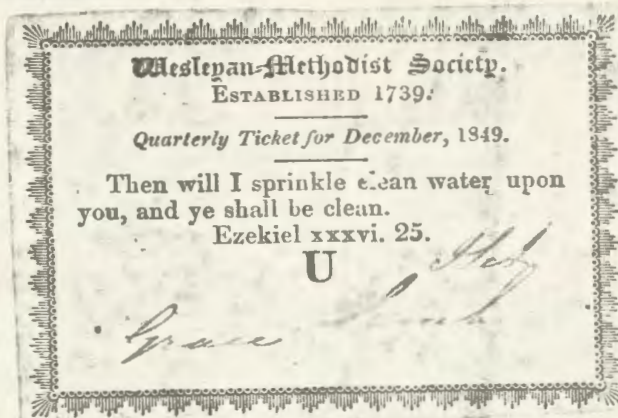 Wesleyan-Methodist Society.
ESTABLISHED 1739.
Quarterly Ticket for December, 1849.
Then will I sprinkle clean water upon
you, and ye shall be clean.
Ezekiel xxxvi. 25.
U
Grace